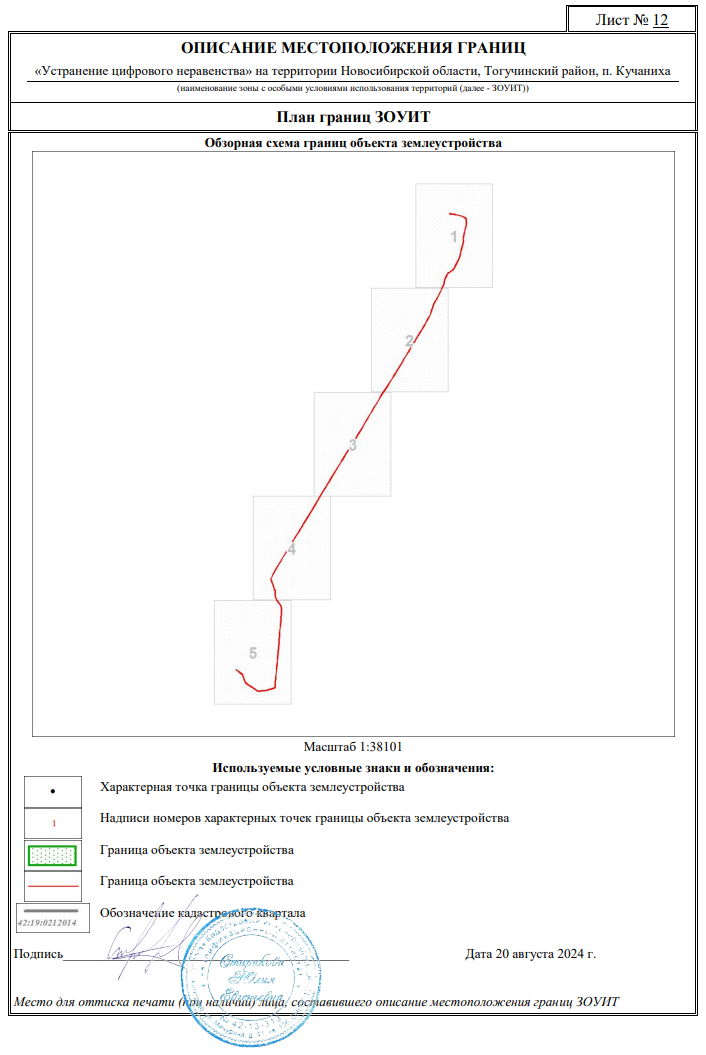 Лист № 12
ОПИСАНИЕ МЕСТОПОЛОЖЕНИЯ ГРАНИЦ
«Устранение цифрового неравенства» на территории Новосибирской области, Тогучинский район, п. Кучаниха
(наименование зоны с особыми условиями использования территорий (далее - ЗОУИТ))
План границ ЗОУИТ
Обзорная схема границ объекта землеустройства
1
2
3
4
5
Масштаб 1:38101
Используемые условные знаки и обозначения:
Характерная точка границы объекта землеустройства
1 Надписи номеров характерных точек границы объекта землеустройства
Граница объекта землеустройства
Граница объекта землеустройства
42:19:0212014 Обозначение кадастрового квартала
Подпись Дата 20 августа 2024 г.
Старикова
Юлия
Евгеньевна
Место для оттиска печати (при наличии) лица, составившего описание местоположения границ ЗОУИТ